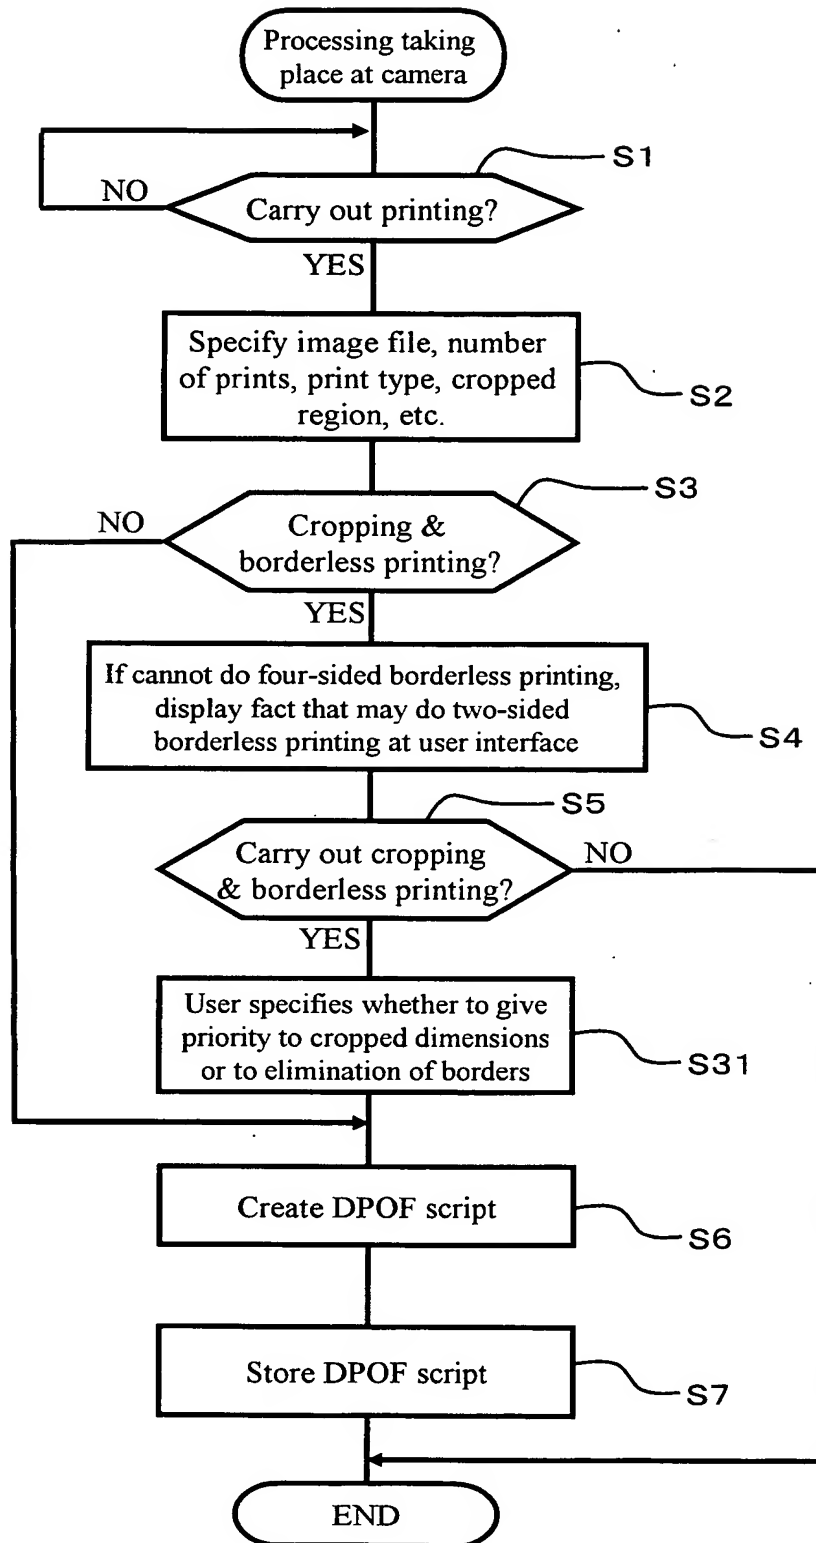 Processing taking
place at camera
S1
NO
Carry out printing?
YES
Specify image file, number
of prints, print type, cropped
region, etc.
S2
S3
NO
Cropping &
borderless printing?
YES
If cannot do four-sided borderless printing,
display fact that may do two-sided
borderless printing at user interface
S4
S5
Carry out cropping
& borderless printing?
NO
YES
User specifies whether to give
priority to cropped dimensions
or to elimination of borders
S31
Create DPOF script
S6
Store DPOF script
S7
END